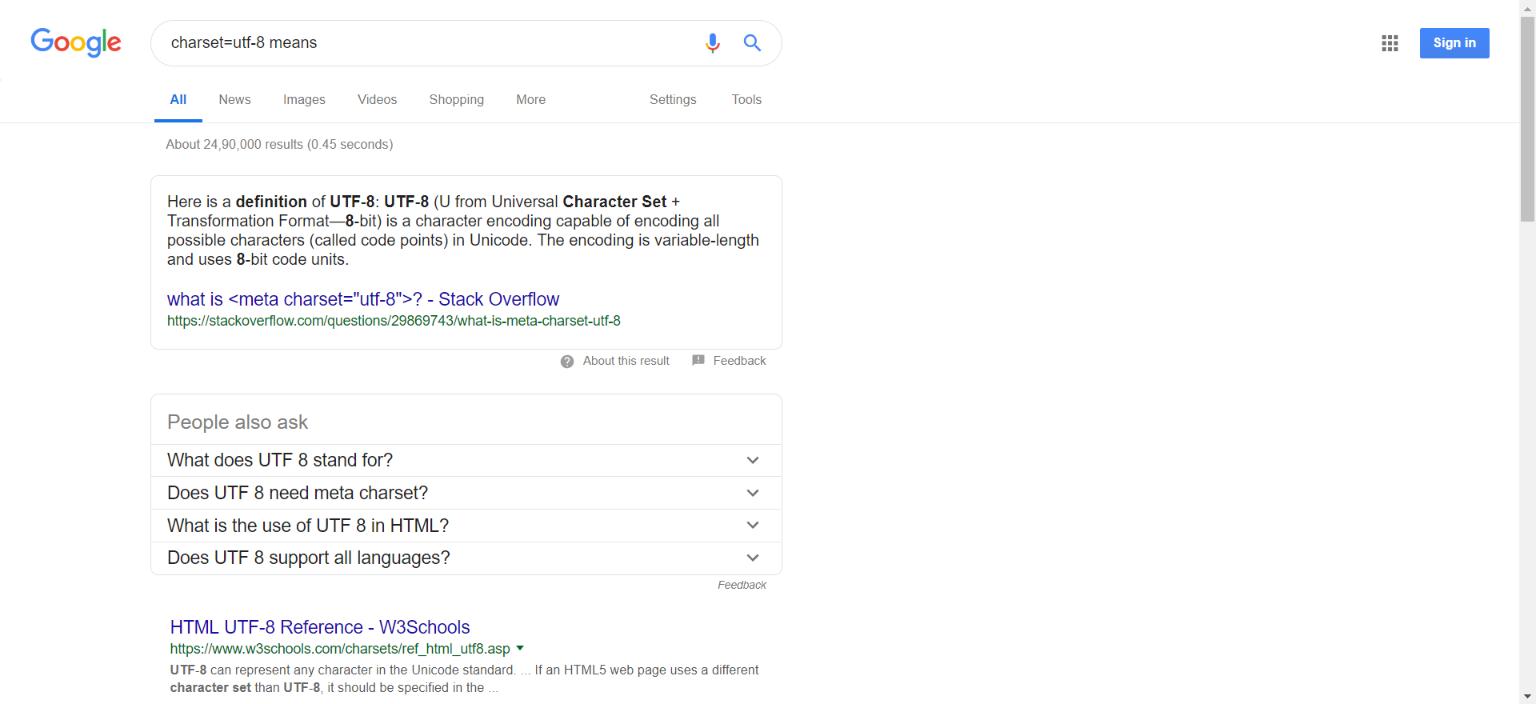 Google
charset=utf-8 means
Sign in
All News Images Videos Shopping More Settings Tools
About 24,90,000 results (0.45 seconds)
Here is a definition of UTF-8: UTF-8 (U from Universal Character Set +
Transformation Format—8-bit) is a character encoding capable of encoding all
possible characters (called code points) in Unicode. The encoding is variable-length
and uses 8-bit code units.
what is <meta charset="utf-8">? - Stack Overflow
https://stackoverflow.com/questions/29869743/what-is-meta-charset-utf-8
About this result Feedback
People also ask
What does UTF 8 stand for?
Does UTF 8 need meta charset?
What is the use of UTF 8 in HTML?
Does UTF 8 support all languages?
Feedback
HTML UTF-8 Reference - W3Schools
https://www.w3schools.com/charsets/ref_html_utf8.asp
UTF-8 can represent any character in the Unicode standard. ... If an HTML5 web page uses a different
character set than UTF-8, it should be specified in the ...